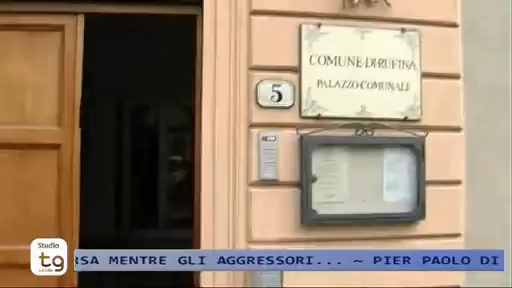 COMUNE DI RUFINA
PALAZZO COMUNALE
5
Studio
tg
RSA MENTRE GLI AGGRESSORI... ~ PIER PAOLO DI